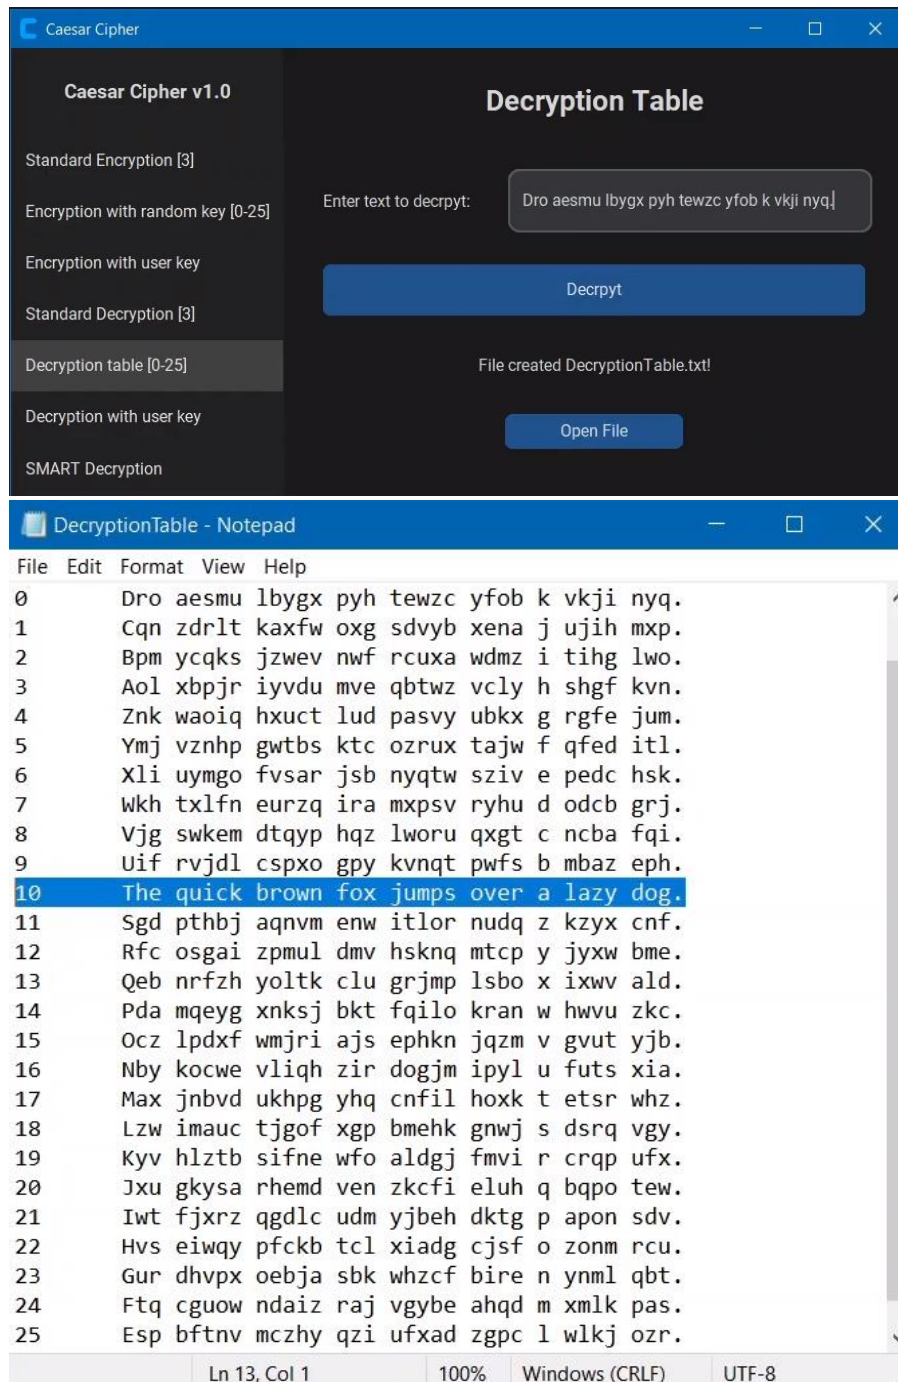 Caesar Cipher
Caesar Cipher v1.0
Standard Encryption [3]
Encryption with random key [0-25]
Encryption with user key
Standard Decryption [3]
Decryption table [0-25]
Decryption with user key
SMART Decryption
Decryption Table
Enter text to decrpyt:
Dro aesmu lbygx pyh tewzc yfob k vkji nyq.
Decrpyt
File created DecryptionTable.txt!
Open File
DecryptionTable - Notepad
File Edit Format View Help
0 Dro aesmu lbygx pyh tewzc yfob k vkji nyq.
1 Cqn zdrlt kaxfw oxg sdvyb xena j ujih mxp.
2 Bpm ycqks jzwev nwf rcuxa wdmz i tihg lwo.
3 Aol xbpjr iyvdu mve qbtwz vcly h shgf kvn.
4 Znk waoiq hxuct lud pasvy ubkx g rgfe jum.
5 Ymj vznhp gwtbs ktc ozrux tajw f qfed itl.
6 Xli uymgo fvsar jsb nyqtw sziv e pedc hsk.
7 Wkh txlfn eurzq ira mxpsv ryhu d odcb grj.
8 Vjg swkem dtqyp hqz lworu qxgt c ncba fqi.
9 Uif rvjdl cspxo gpy kvnqt pwfs b mbaz eph.
10 The quick brown fox jumps over a lazy dog.
11 Sgd pthbj aqnvm enw itlor nudq z kzyx cnf.
12 Rfc osgai zpmul dmv hsknq mtcp y jyxw bme.
13 Qeb nrfzh yoltk clu grjmp lsbo x ixwv ald.
14 Pda mqeyg xnksj bkt fqilo kran w hwvu zkc.
15 Ocz lpdxf wmjri ajs ephkn jqzm v gvut yjb.
16 Nby kocwe vliqh zir dogjm ipyl u futs xia.
17 Max jnbvd ukhpg yhq cnfil hoxk t etsr whz.
18 Lzw imauc tjgof xgp bmehk gnwj s dsrq vgy.
19 Kyv hlztb sifne wfo aldgj fmvi r crqp ufx.
20 Jxu gkysa rhemd ven zkcfi eluh q bqpo tew.
21 Iwt fjxrz qgdlc udm yjbeh dktg p apon sdv.
22 Hvs eiwqy pfckb tcl xiadg cjsf o zonm rcu.
23 Gur dhvpx oebja sbk whzcf bire n ynml qbt.
24 Ftq cguow ndaiz raj vgybe ahqd m xmlk pas.
25 Esp bftnv mczhy qzi ufxad zgpc l wlkj ozr.
Ln 13, Col 1 100% Windows (CRLF) UTF-8